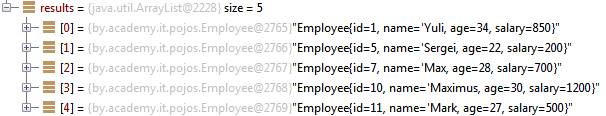 results = {java.util.ArrayList@2228} size = 5
[0] = {by.academy.it.pojos.Employee@2765}"Employee{id=1, name='Yuli, age=34, salary=850}"
[1] = {by.academy.it.pojos.Employee@2766}"Employee{id=5, name='Sergei, age=22, salary=200}"
[2] = {by.academy.it.pojos.Employee@2767}"Employee{id=7, name='Max, age=28, salary=700}"
[3] = {by.academy.it.pojos.Employee@2768}"Employee{id=10, name='Maximus, age=30, salary=1200}"
[4] = {by.academy.it.pojos.Employee@2769}"Employee{id=11, name='Mark, age=27, salary=500}"